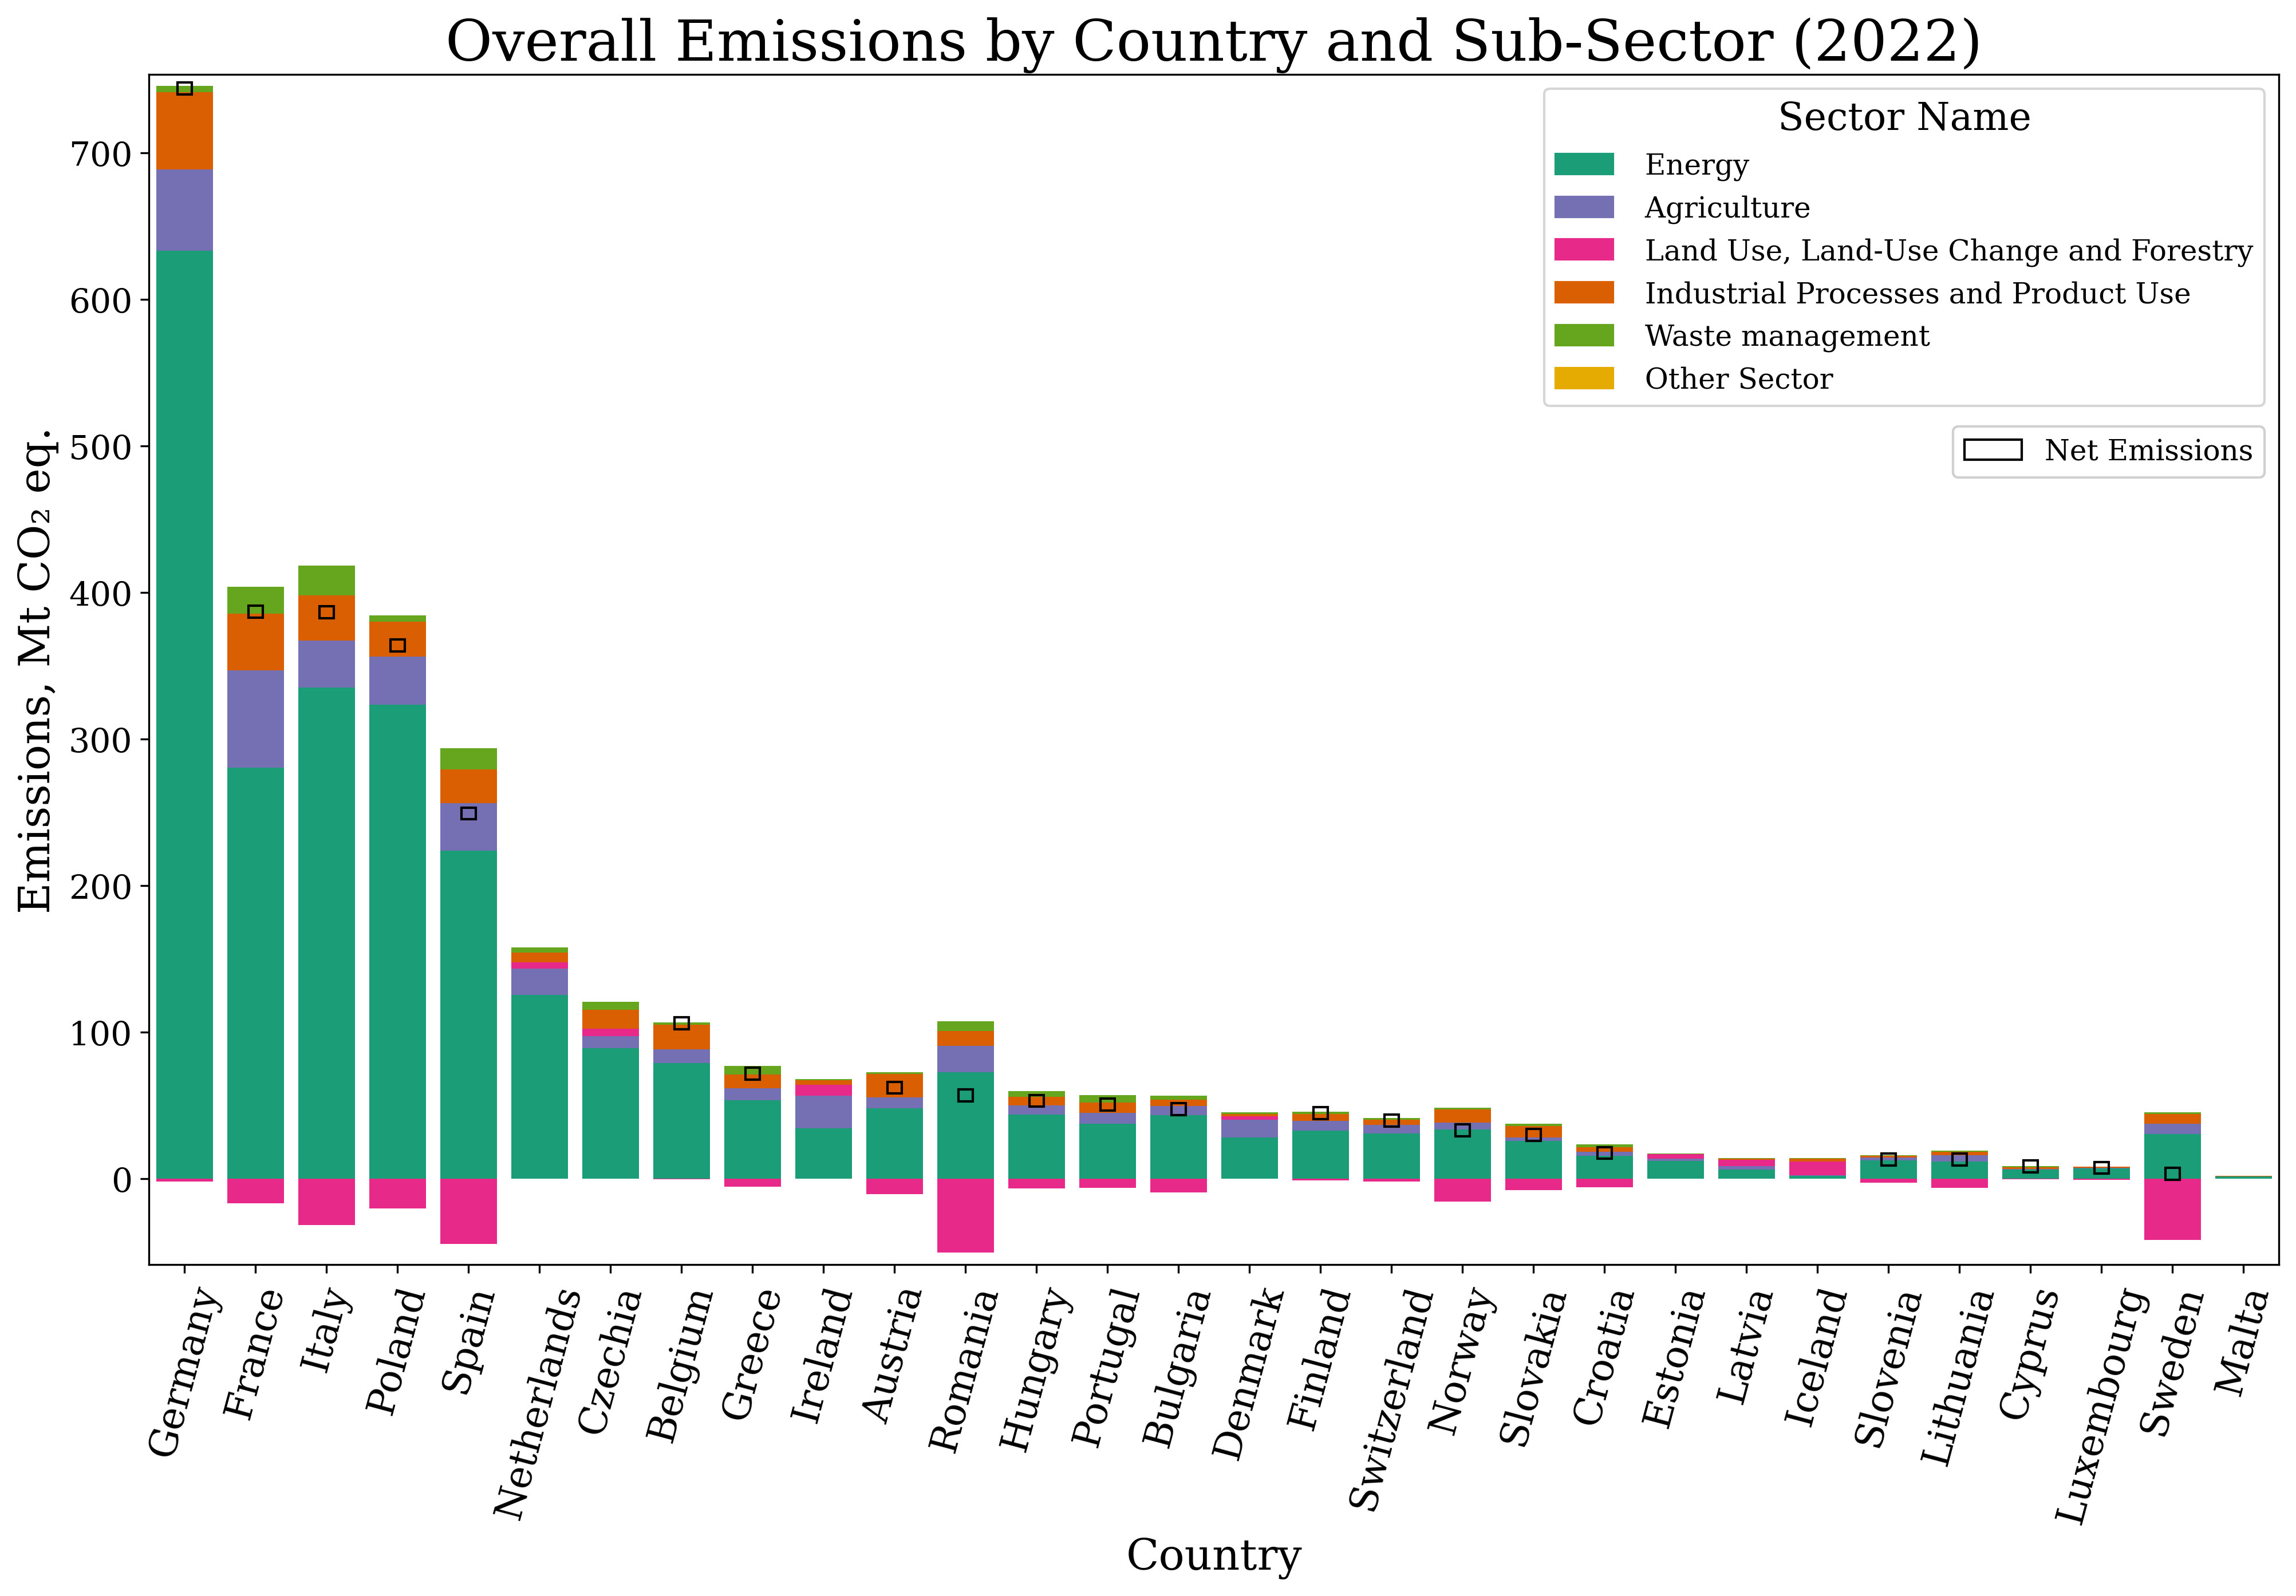 Overall Emissions by Country and Sub-Sector (2022)
Emissions, Mt CO₂ eq.
700
600
500
400
300
200
100
0
Sector Name
Energy
Agriculture
Land Use, Land-Use Change and Forestry
Industrial Processes and Product Use
Waste management
Other Sector
Net Emissions
Germany
France
Italy
Poland
Spain
Netherlands
Czechia
Belgium
Greece
Ireland
Austria
Romania
Hungary
Portugal
Bulgaria
Denmark
Finland
Switzerland
Norway
Slovakia
Croatia
Estonia
Latvia
Iceland
Slovenia
Lithuania
Cyprus
Luxembourg
Sweden
Malta
Country